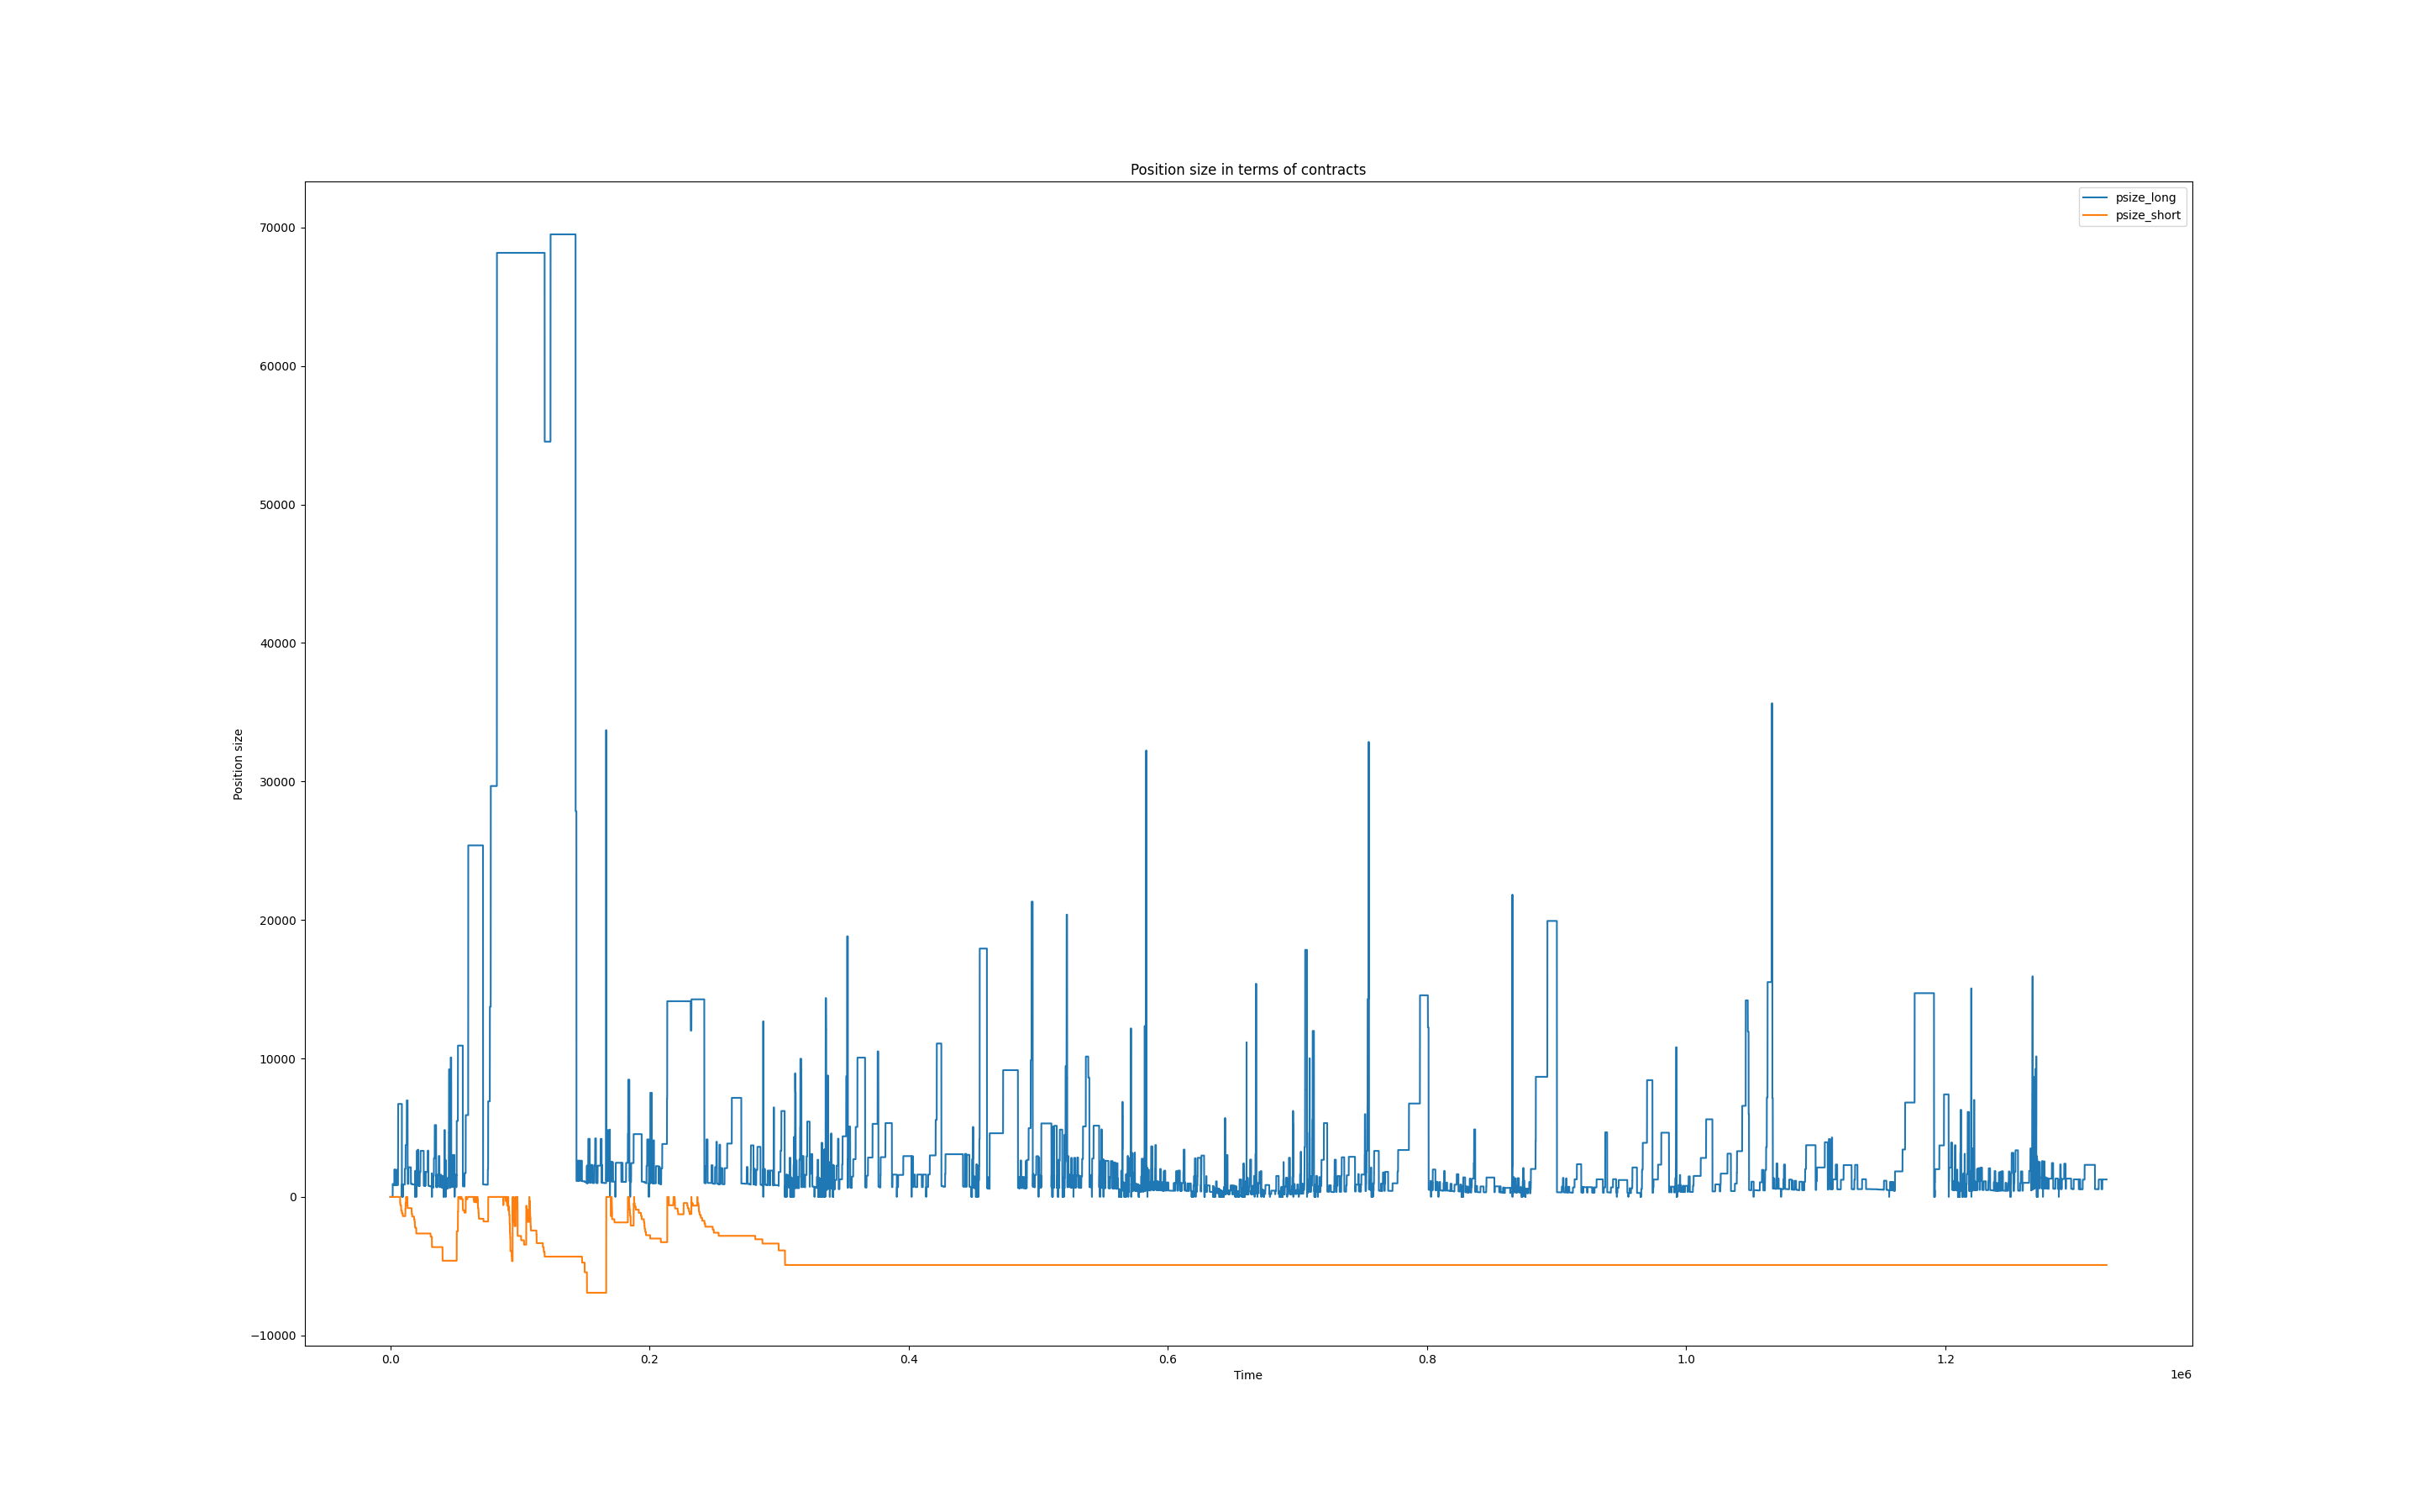 Position size in terms of contracts
psize_long
psize_short
70000
60000
50000
40000
30000
20000
10000
0
−10000
Position size
0.0 0.2 0.4 0.6 0.8 1.0 1.2
Time
1e6